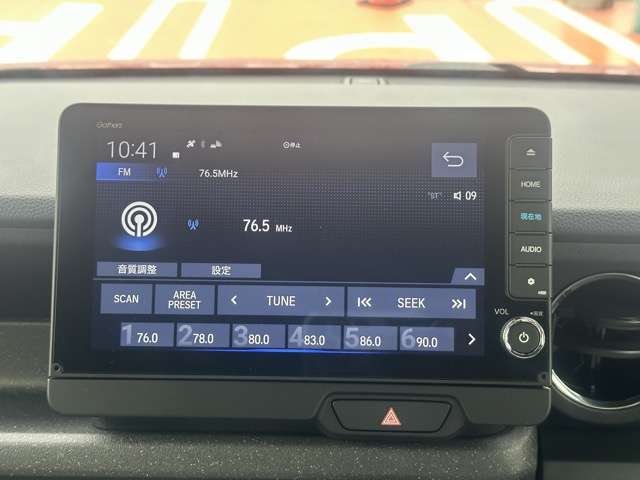 Gathers
10:41
停止
FM 76.5MHz
HOME
"ST" 09
現在地
76.5 MHz
AUDIO
音質調整 設定
SCAN AREA PRESET TUNE SEEK
VOL
1 76.0 2 78.0 3 80.0 4 83.0 5 86.0 6 90.0